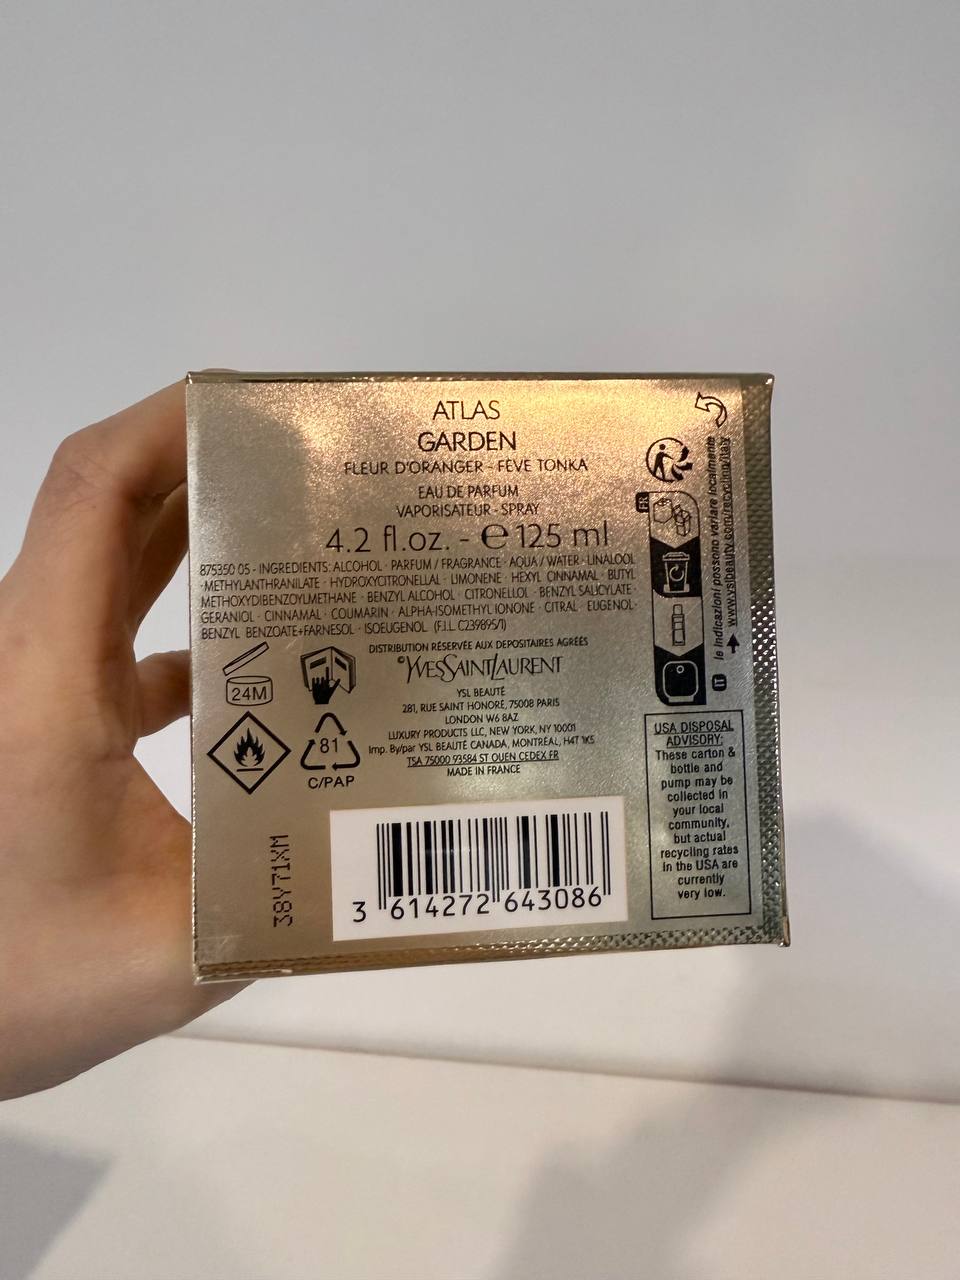 ATLAS
GARDEN
FLEUR D'ORANGER - FÈVE TONKA
EAU DE PARFUM
VAPORISATEUR - SPRAY
4.2 fl.oz. - ℮ 125 ml
875350 05 - INGREDIENTS: ALCOHOL · PARFUM / FRAGRANCE · AQUA / WATER · LINALOOL
·METHYLANTHRANILATE · HYDROXYCITRONELLAL · LIMONENE · HEXYL CINNAMAL · BUTYL
METHOXYDIBENZOYLMETHANE · BENZYL ALCOHOL · CITRONELLOL · BENZYL SALICYLATE·
GERANIOL · CINNAMAL · COUMARIN · ALPHA-ISOMETHYL IONONE · CITRAL · EUGENOL·
BENZYL BENZOATE+FARNESOL · ISOEUGENOL (F.I.L. C239895/1)
DISTRIBUTION RÉSERVÉE AUX DEPOSITAIRES AGRÉÉS
©YVESSAINTLAURENT
YSL BEAUTÉ
281, RUE SAINT HONORÉ, 75008 PARIS
LONDON W6 8AZ
LUXURY PRODUCTS LLC, NEW YORK, NY 10001
Imp. By/par YSL BEAUTÉ CANADA, MONTRÉAL, H4T 1K5
TSA 75000 93584 ST OUEN CEDEX FR
MADE IN FRANCE
24M
81
C/PAP
38Y71XM
3 614272 643086
FR
IT
le indicazioni possono variare localmente
www.yslbeauty.com/recycling/italy
USA DISPOSAL
ADVISORY:
These carton &
bottle and
pump may be
collected in
your local
community,
but actual
recycling rates
in the USA are
currently
very low.